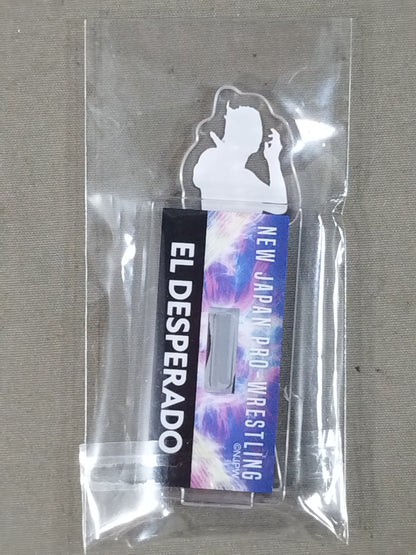 NEW JAPAN PRO-WRESTLING
©NJPW
EL DESPERADO